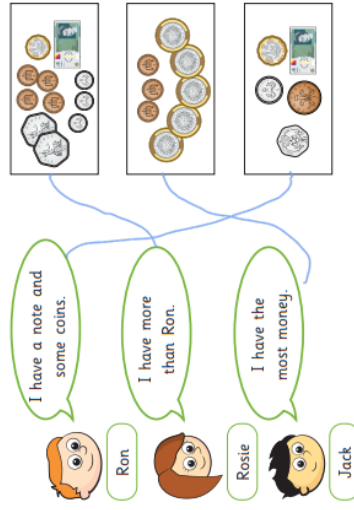 I have a note and
some coins.
Ron
I have more
than Ron.
Rosie
I have the
most money.
Jack